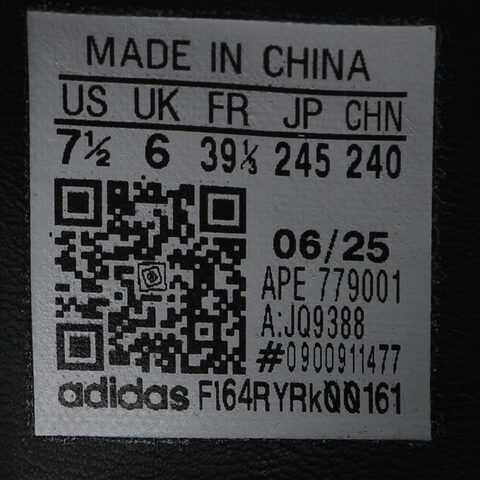 MADE IN CHINA
US UK FR JP CHN
7½ 6 39⅓ 245 240
06/25
APE 779001
A:JQ9388
#0900911477
adidas FI64RYRk00161